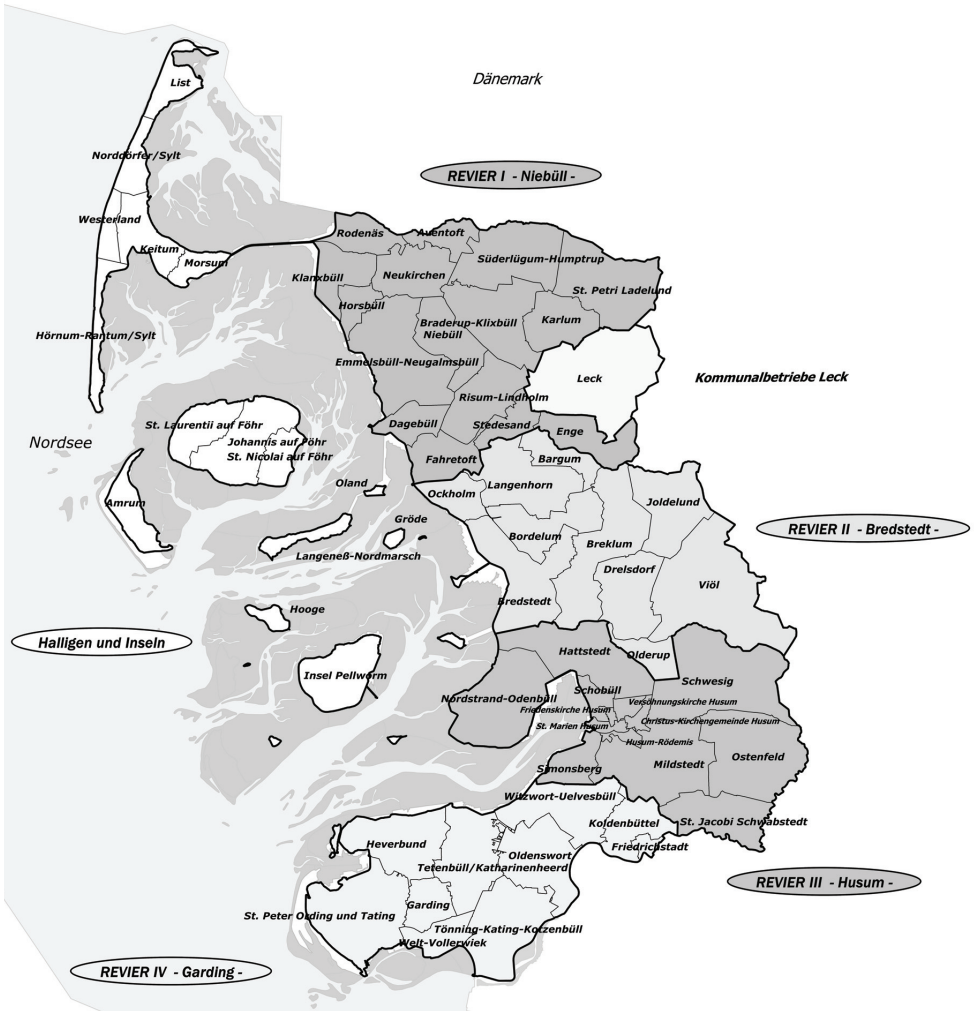 Dänemark
List
Norddörfer/Sylt
REVIER I - Niebüll -
Westerland
Keitum
Morsum
Rodenäs
Aventoft
Süderlügum-Humptrup
Klanxbüll
Neukirchen
St. Petri Ladelund
Horsbüll
Hörnum-Rantum/Sylt
Braderup-Klixbüll
Niebüll
Karlum
Emmelsbüll-Neugalmsbüll
Leck
Kommunalbetriebe Leck
Risum-Lindholm
Nordsee
St. Laurentii auf Föhr
Johannis auf Föhr
St. Nicolai auf Föhr
Dagebüll
Stedesand
Enge
Fahretoft
Bargum
Oland
Ockholm
Langenhorn
Joldelund
Amrum
Gröde
REVIER II - Bredstedt -
Langeneß-Nordmarsch
Bordelum
Breklum
Drelsdorf
Viöl
Hooge
Bredstedt
Halligen und Inseln
Hattstedt
Olderup
Insel Pellworm
Schwesig
Nordstrand-Odenbüll
Schobüll
Versöhnungskirche Husum
Friedenskirche Husum
Christus-Kirchengemeinde Husum
St. Marien Husum
Husum-Rödemis
Ostenfeld
Simonsberg
Mildstedt
Witzwort-Uelvesbüll
Koldenbüttel
St. Jacobi Schwabstedt
Heverbund
Friedrichstadt
Oldenswort
Tetenbüll/Katharinenheerd
REVIER III - Husum -
Garding
St. Peter Ording und Tating
Tönning-Kating-Kotzenbüll
Welt-Vollerwiek
REVIER IV - Garding -